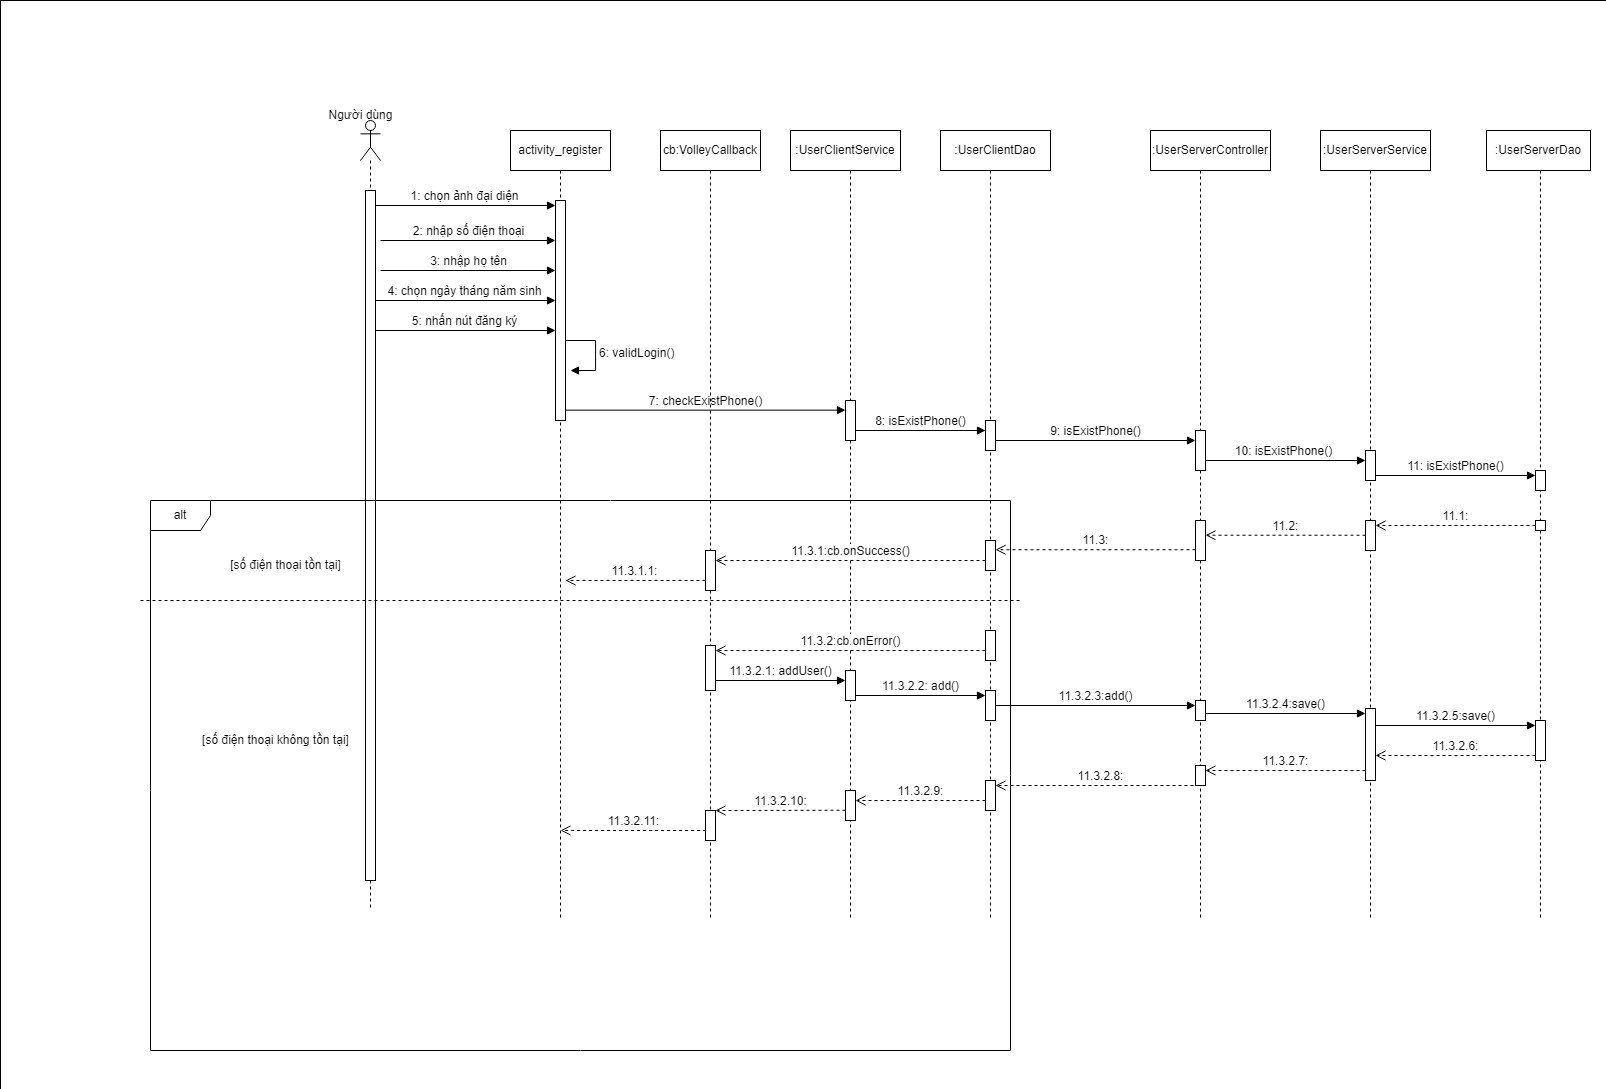 Người dùng
activity_register
cb:VolleyCallback
:UserClientService
:UserClientDao
:UserServerController
:UserServerService
:UserServerDao
1: chọn ảnh đại diện
2: nhập số điện thoại
3: nhập họ tên
4: chọn ngày tháng năm sinh
5: nhấn nút đăng ký
6: validLogin()
7: checkExistPhone()
8: isExistPhone()
9: isExistPhone()
10: isExistPhone()
11: isExistPhone()
alt
11.1:
11.2:
11.3:
11.3.1:cb.onSuccess()
[số điện thoại tồn tại]
11.3.1.1:
11.3.2:cb.onError()
11.3.2.1: addUser()
11.3.2.2: add()
11.3.2.3:add()
11.3.2.4:save()
11.3.2.5:save()
[số điện thoại không tồn tại]
11.3.2.6:
11.3.2.7:
11.3.2.8:
11.3.2.9:
11.3.2.10:
11.3.2.11: